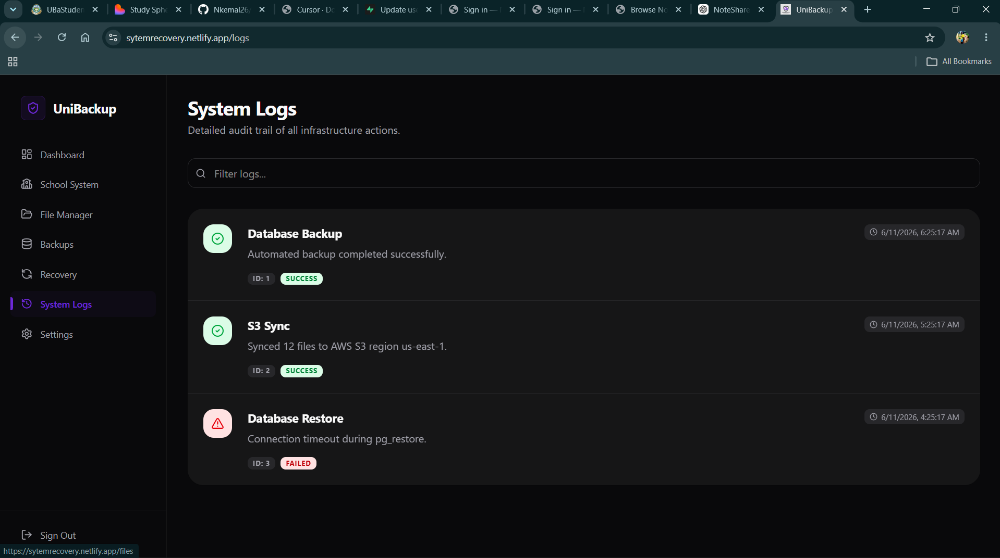 UBaStuden
Study Sphe
Nkemal26/
Cursor · Do
Update use
Sign in —
Sign in —
Browse No
NoteShare
UniBackup
sytemrecovery.netlify.app/logs
All Bookmarks
UniBackup
Dashboard
School System
File Manager
Backups
Recovery
System Logs
Settings
Sign Out
https://sytemrecovery.netlify.app/files
System Logs
Detailed audit trail of all infrastructure actions.
Filter logs...
Database Backup
6/11/2026, 6:25:17 AM
Automated backup completed successfully.
ID: 1 SUCCESS
S3 Sync
6/11/2026, 5:25:17 AM
Synced 12 files to AWS S3 region us-east-1.
ID: 2 SUCCESS
Database Restore
6/11/2026, 4:25:17 AM
Connection timeout during pg_restore.
ID: 3 FAILED